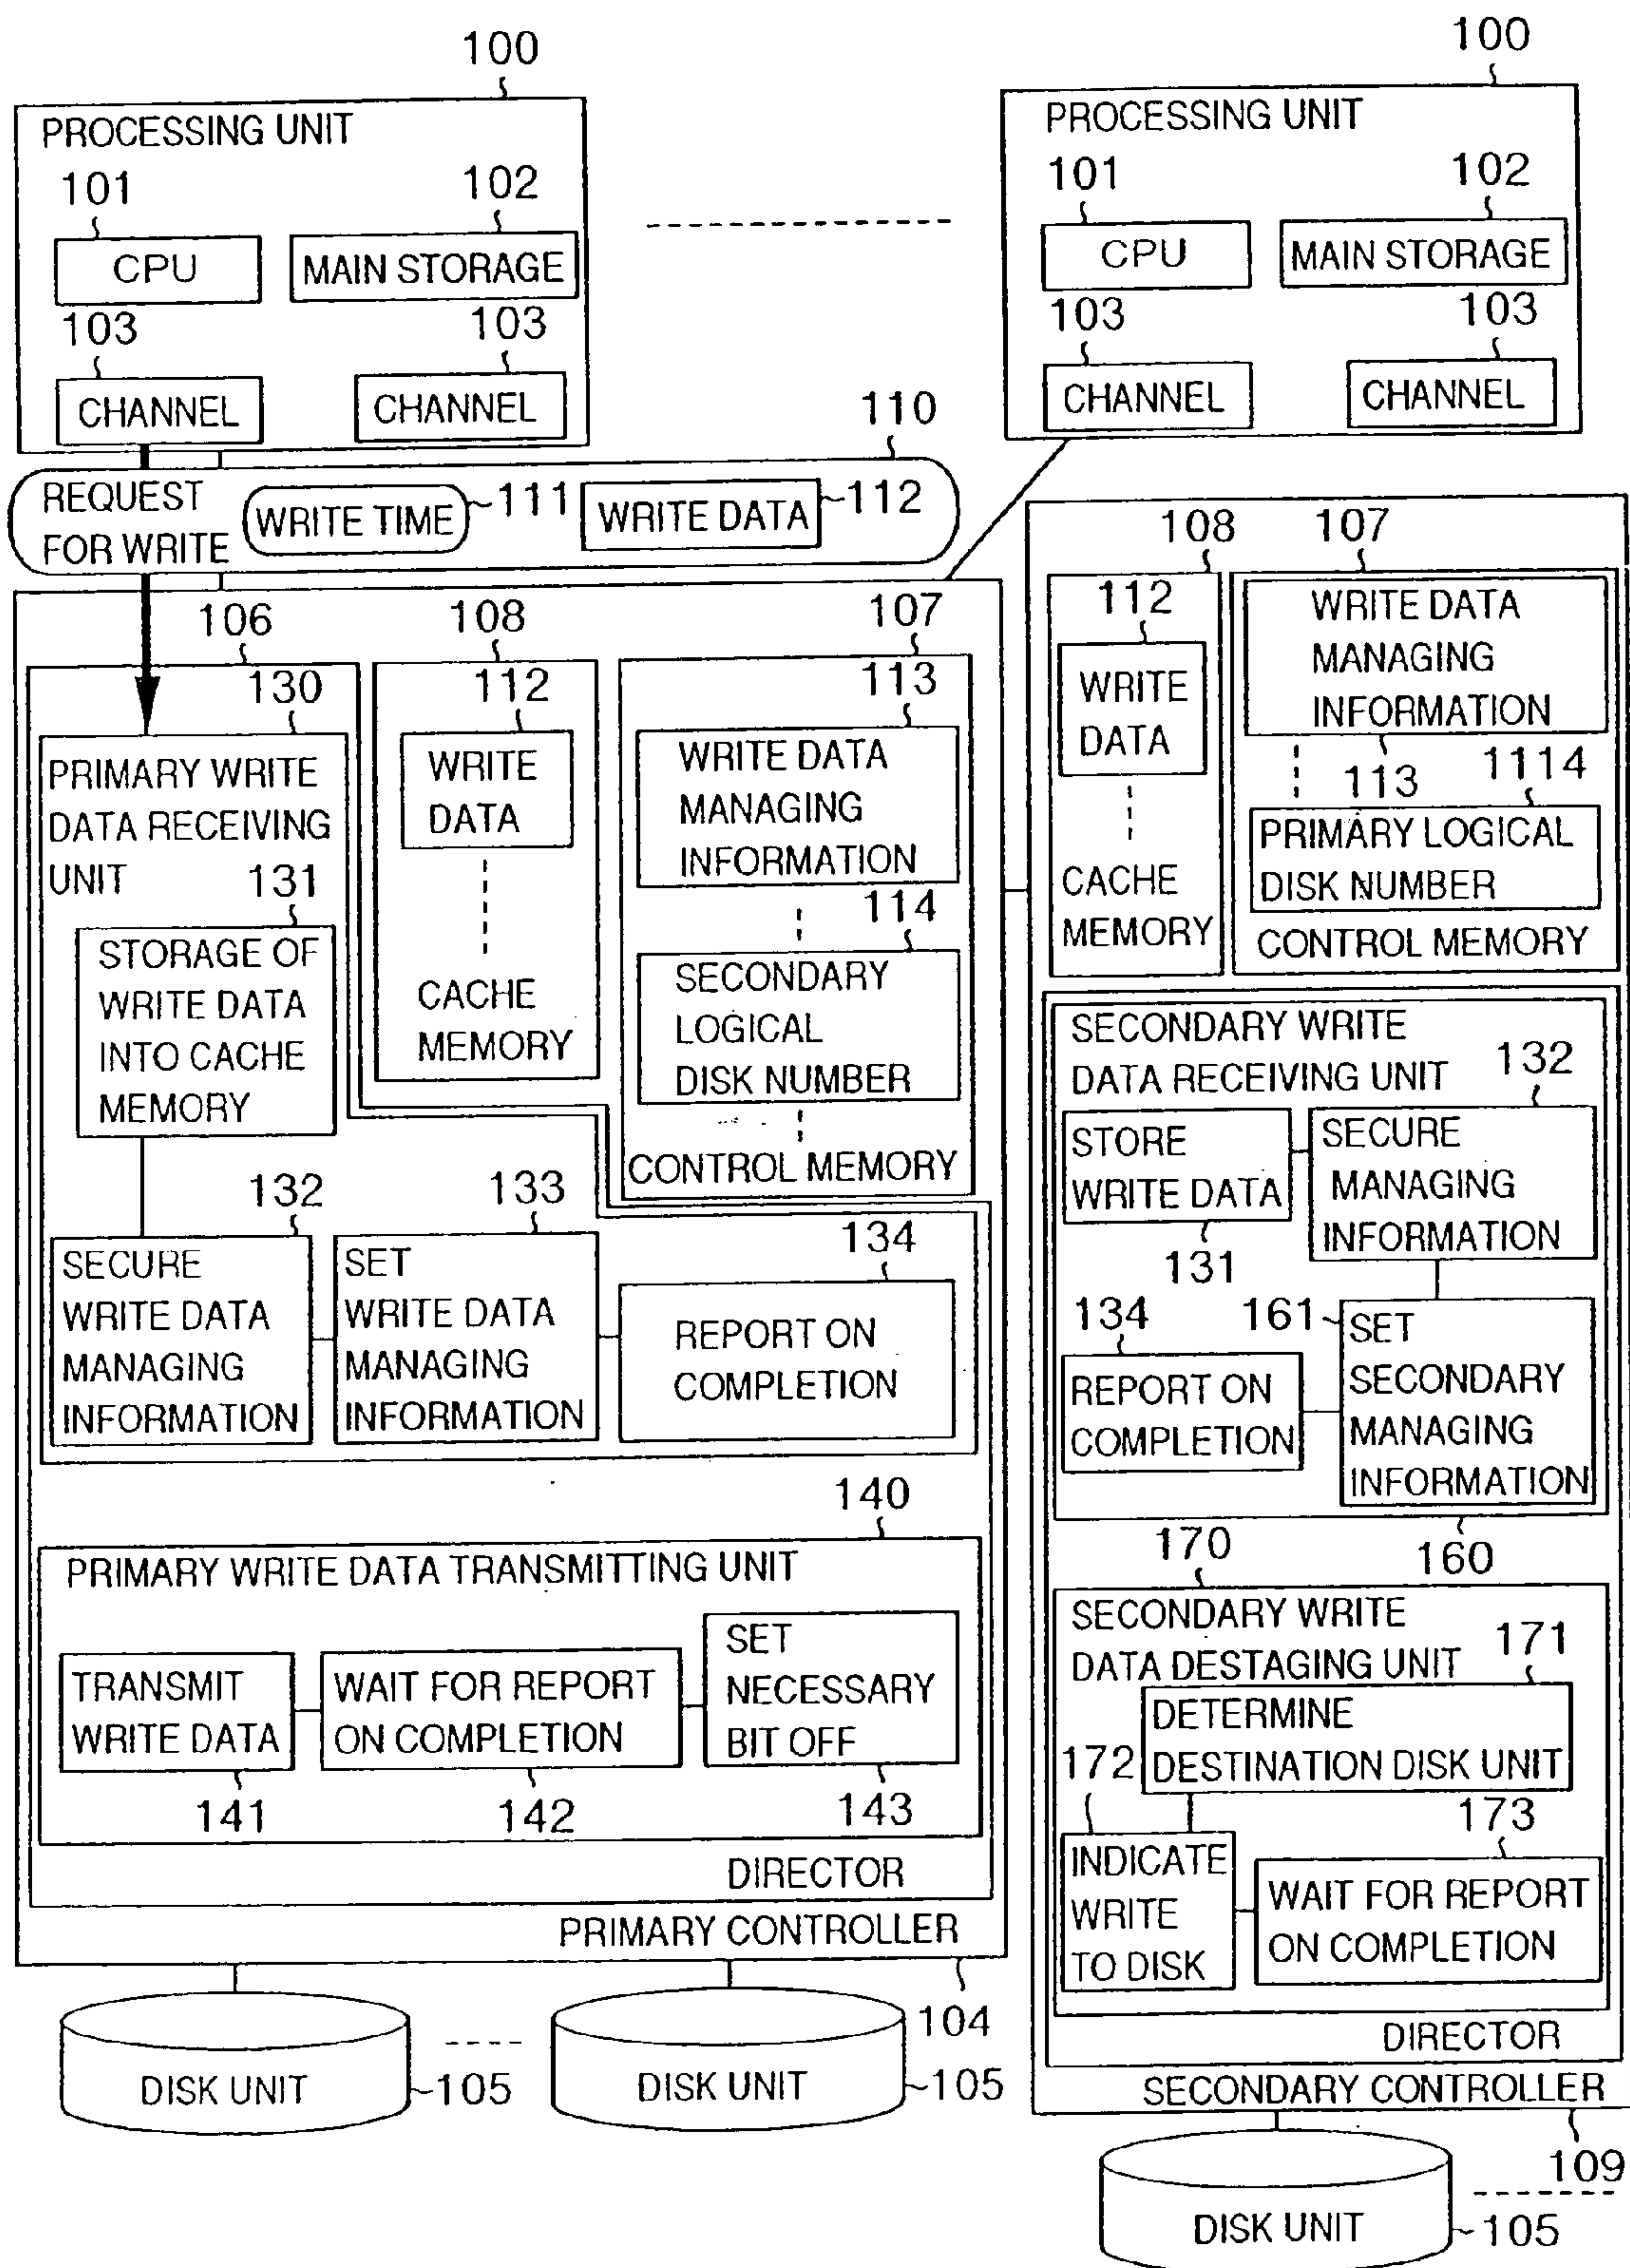 100
PROCESSING UNIT
101
102
CPU
MAIN STORAGE
103
103
CHANNEL
CHANNEL
100
PROCESSING UNIT
101
102
CPU
MAIN STORAGE
103
103
CHANNEL
CHANNEL
110
REQUEST
FOR WRITE
WRITE TIME
111
WRITE DATA
112
106
130
PRIMARY WRITE
DATA RECEIVING
UNIT
131
STORAGE OF
WRITE DATA
INTO CACHE
MEMORY
108
112
WRITE
DATA
CACHE
MEMORY
107
113
WRITE DATA
MANAGING
INFORMATION
114
SECONDARY
LOGICAL
DISK NUMBER
CONTROL MEMORY
132
SECURE
WRITE DATA
MANAGING
INFORMATION
133
SET
WRITE DATA
MANAGING
INFORMATION
134
REPORT ON
COMPLETION
140
PRIMARY WRITE DATA TRANSMITTING UNIT
TRANSMIT
WRITE DATA
141
WAIT FOR REPORT
ON COMPLETION
142
SET
NECESSARY
BIT OFF
143
DIRECTOR
PRIMARY CONTROLLER
104
DISK UNIT
105
DISK UNIT
105
108
112
WRITE
DATA
CACHE
MEMORY
107
WRITE DATA
MANAGING
INFORMATION
113
1114
PRIMARY LOGICAL
DISK NUMBER
CONTROL MEMORY
SECONDARY WRITE
DATA RECEIVING UNIT
132
STORE
WRITE DATA
131
SECURE
MANAGING
INFORMATION
134
REPORT ON
COMPLETION
161
SET
SECONDARY
MANAGING
INFORMATION
160
170
SECONDARY WRITE
DATA DESTAGING UNIT
171
DETERMINE
DESTINATION DISK UNIT
172
INDICATE
WRITE
TO DISK
173
WAIT FOR REPORT
ON COMPLETION
DIRECTOR
SECONDARY CONTROLLER
109
DISK UNIT
105